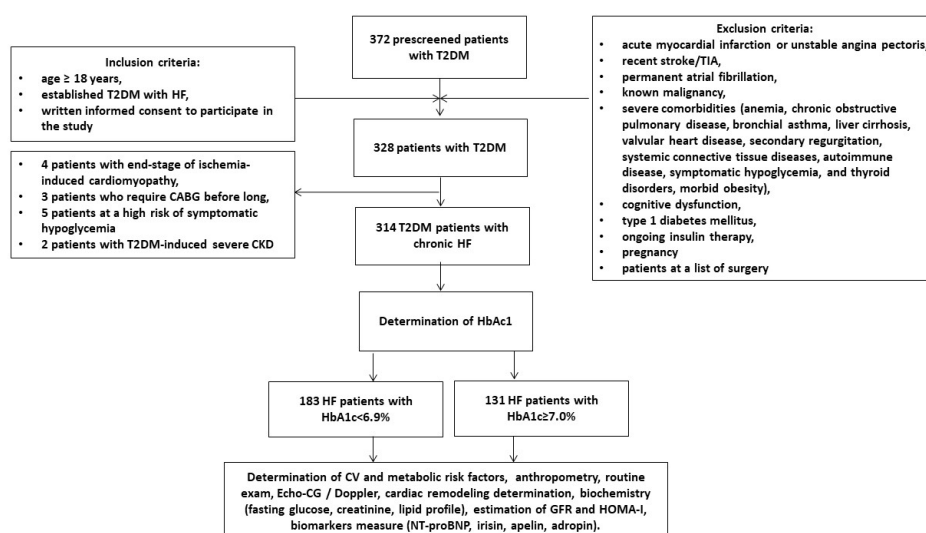 372 prescreened patients
with T2DM
Inclusion criteria:
• age ≥ 18 years,
• established T2DM with HF,
• written informed consent to participate in
the study
Exclusion criteria:
• acute myocardial infarction or unstable angina pectoris,
• recent stroke/TIA,
• permanent atrial fibrillation,
• known malignancy,
• severe comorbidities (anemia, chronic obstructive
pulmonary disease, bronchial asthma, liver cirrhosis,
valvular heart disease, secondary regurgitation,
systemic connective tissue diseases, autoimmune
disease, symptomatic hypoglycemia, and thyroid
disorders, morbid obesity),
• cognitive dysfunction,
• type 1 diabetes mellitus,
• ongoing insulin therapy,
• pregnancy
• patients at a list of surgery
328 patients with T2DM
• 4 patients with end-stage of ischemia-
induced cardiomyopathy,
• 3 patients who require CABG before long,
• 5 patients at a high risk of symptomatic
hypoglycemia
• 2 patients with T2DM-induced severe CKD
314 T2DM patients with
chronic HF
Determination of HbAc1
183 HF patients with
HbA1c<6.9%
131 HF patients with
HbA1c≥7.0%
Determination of CV and metabolic risk factors, anthropometry, routine
exam, Echo-CG / Doppler, cardiac remodeling determination, biochemistry
(fasting glucose, creatinine, lipid profile), estimation of GFR and HOMA-I,
biomarkers measure (NT-proBNP, irisin, apelin, adropin).